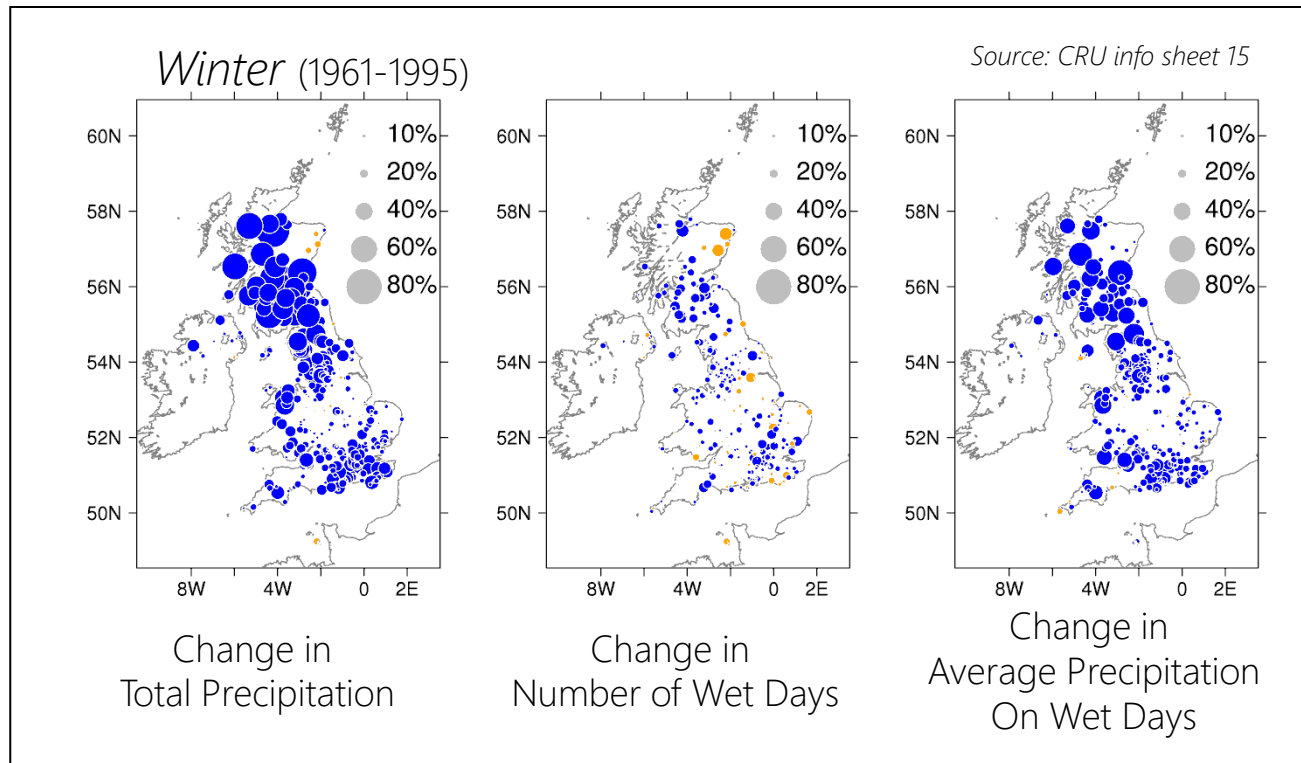 Winter (1961-1995)
Source: CRU info sheet 15
60N
58N
56N
54N
52N
50N
8W
4W
0
2E
10%
20%
40%
60%
80%
60N
58N
56N
54N
52N
50N
8W
4W
0
2E
10%
20%
40%
60%
80%
60N
58N
56N
54N
52N
50N
8W
4W
0
2E
10%
20%
40%
60%
80%
Change in
Total Precipitation
Change in
Number of Wet Days
Change in
Average Precipitation
On Wet Days